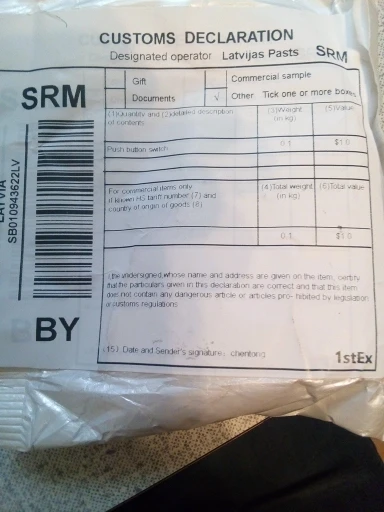 CUSTOMS DECLARATION
Designated operator Latvijas Pasts SRM
Gift
Commercial sample
Documents
√ Other Tick one or more boxes
SRM
LATVIA
SB010943622LV
BY
(1)Quantity and (2)detailed description
of contents
(3)Weight
(in kg)
(5)Value
Push button switch
0.1
$1.0
For commercial items only
If known HS tariff number (7) and
country of origin of goods (8)
(4)Total weight
(in kg)
(6)Total value
0.1
$1.0
I,the undersigned,whose name and address are given on the item, certify
that the particulars given in this declaration are correct and that this item
does not contain any dangerous article or articles pro- hibited by legislation
or customs regulations
(15) Date and Sender's signature: chenlong
1stEx